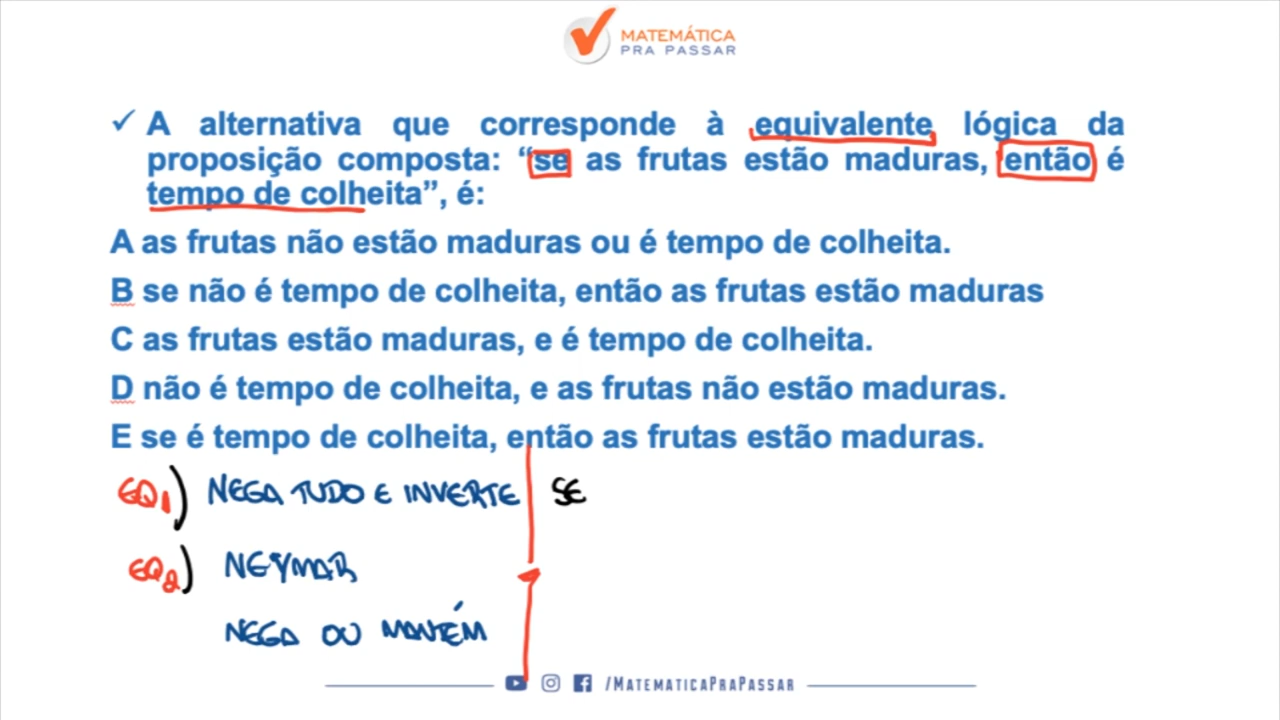 MATEMÁTICA
PRA PASSAR
✓ A alternativa que corresponde à equivalente lógica da
proposição composta: “se as frutas estão maduras, então é
tempo de colheita”, é:
A as frutas não estão maduras ou é tempo de colheita.
B se não é tempo de colheita, então as frutas estão maduras
C as frutas estão maduras, e é tempo de colheita.
D não é tempo de colheita, e as frutas não estão maduras.
E se é tempo de colheita, então as frutas estão maduras.
EQ1) NEGA TUDO E INVERTE SE
EQ2) NEYMAR
NEGA OU MANTÉM
/MATEMATICAPRAPASSAR